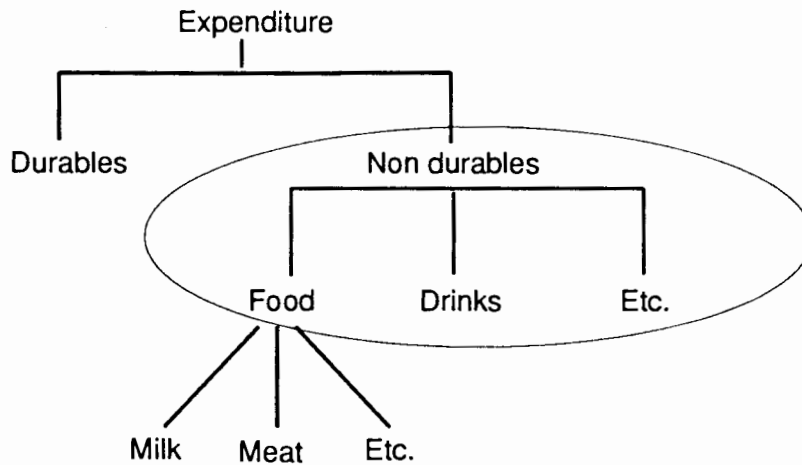 Expenditure
Durables Non durables
Food Drinks Etc.
Milk Meat Etc.